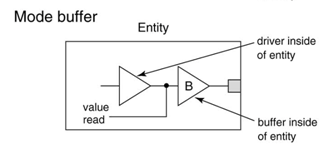 Mode buffer
Entity
driver inside
of entity
B
value
read
buffer inside
of entity